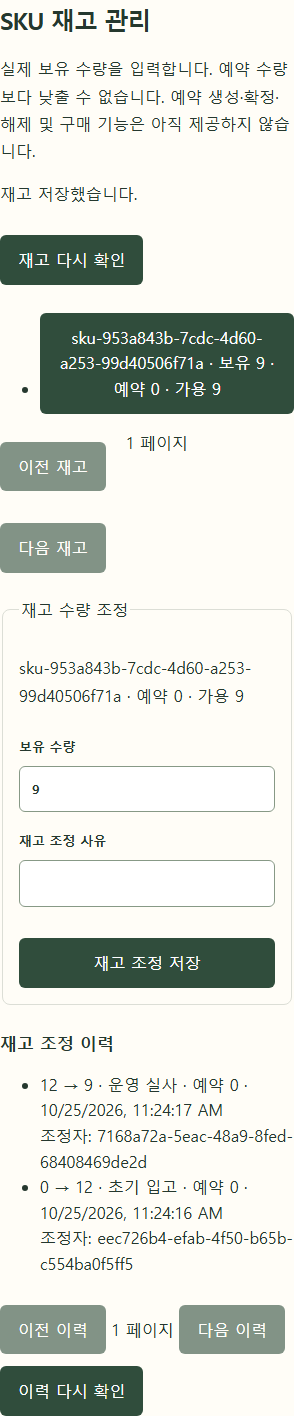 SKU 재고 관리
실제 보유 수량을 입력합니다. 예약 수량
보다 낮출 수 없습니다. 예약 생성·확정·
해제 및 구매 기능은 아직 제공하지 않습
니다.
재고 저장했습니다.
재고 다시 확인
sku-953a843b-7cdc-4d60-
a253-99d40506f71a · 보유 9 ·
예약 0 · 가용 9
이전 재고
1 페이지
다음 재고
재고 수량 조정
sku-953a843b-7cdc-4d60-a253-
99d40506f71a · 예약 0 · 가용 9
보유 수량
9
재고 조정 사유
재고 조정 저장
재고 조정 이력
12 → 9 · 운영 실사 · 예약 0 ·
10/25/2026, 11:24:17 AM
조정자: 7168a72a-5eac-48a9-8fed-
68408469de2d
0 → 12 · 초기 입고 · 예약 0 ·
10/25/2026, 11:24:16 AM
조정자: eec726b4-efab-4f50-b65b-
c554ba0f5ff5
이전 이력 1 페이지 다음 이력
이력 다시 확인